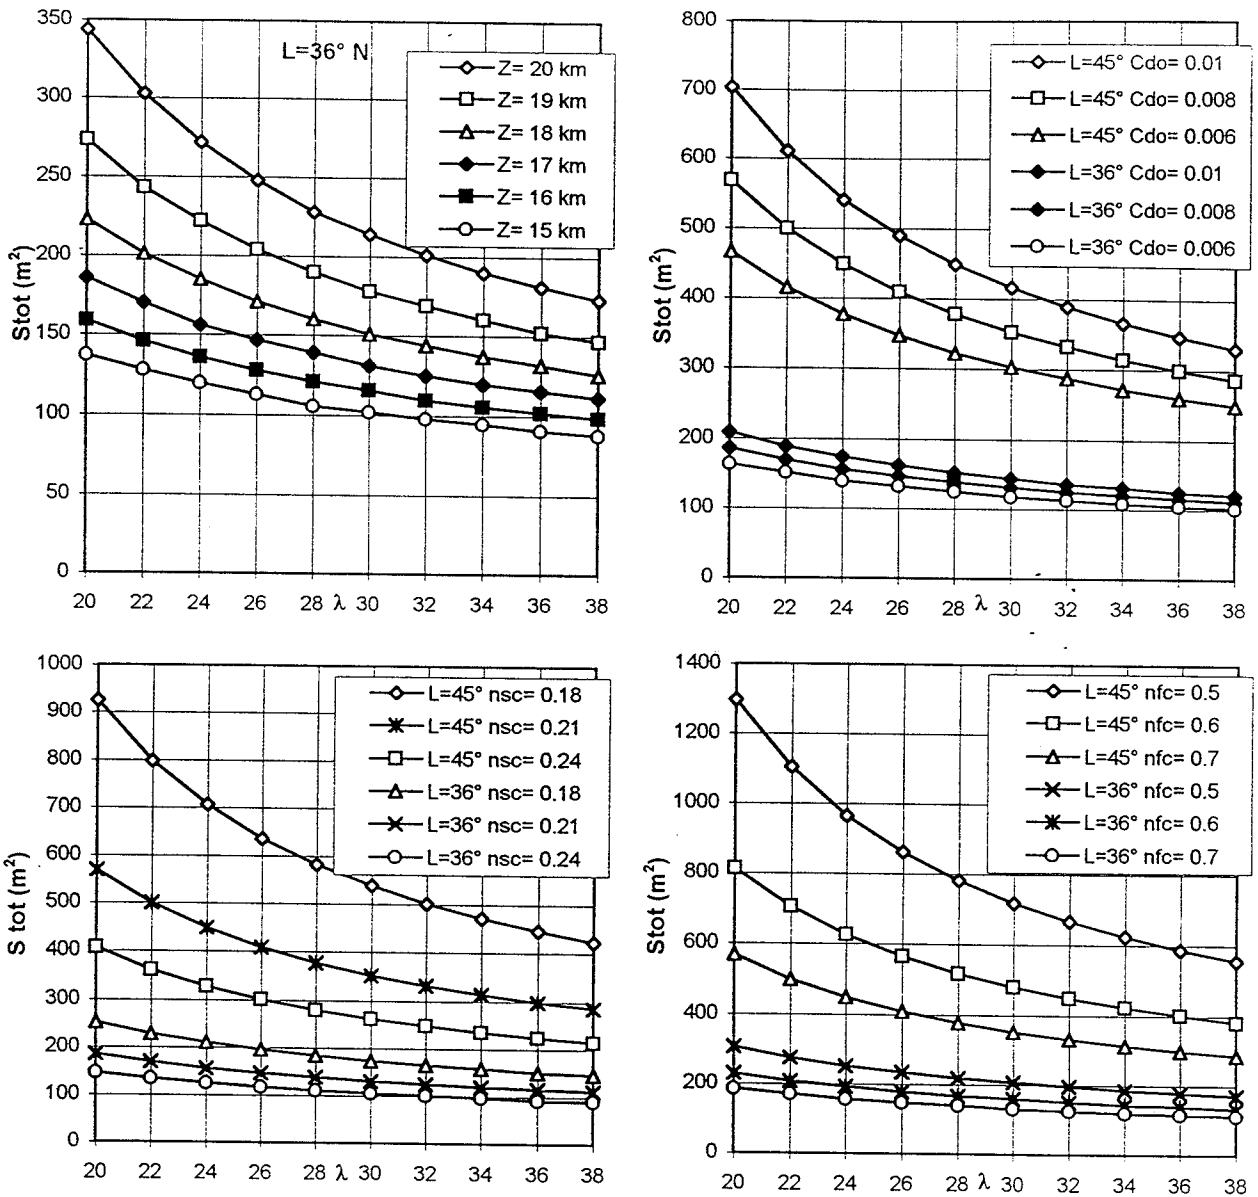 350
300
250
200
150
100
50
0
Stot (m²)
L=36° N
Z= 20 km
Z= 19 km
Z= 18 km
Z= 17 km
Z= 16 km
Z= 15 km
20 22 24 26 28 λ 30 32 34 36 38
800
700
600
500
400
300
200
100
0
Stot (m²)
L=45° Cdo= 0.01
L=45° Cdo= 0.008
L=45° Cdo= 0.006
L=36° Cdo= 0.01
L=36° Cdo= 0.008
L=36° Cdo= 0.006
20 22 24 26 28 λ 30 32 34 36 38
1000
900
800
700
600
500
400
300
200
100
0
S tot (m²)
L=45° nsc= 0.18
L=45° nsc= 0.21
L=45° nsc= 0.24
L=36° nsc= 0.18
L=36° nsc= 0.21
L=36° nsc= 0.24
20 22 24 26 28 λ 30 32 34 36 38
1400
1200
1000
800
600
400
200
0
Stot (m²)
L=45° nfc= 0.5
L=45° nfc= 0.6
L=45° nfc= 0.7
L=36° nfc= 0.5
L=36° nfc= 0.6
L=36° nfc= 0.7
20 22 24 26 28 λ 30 32 34 36 38